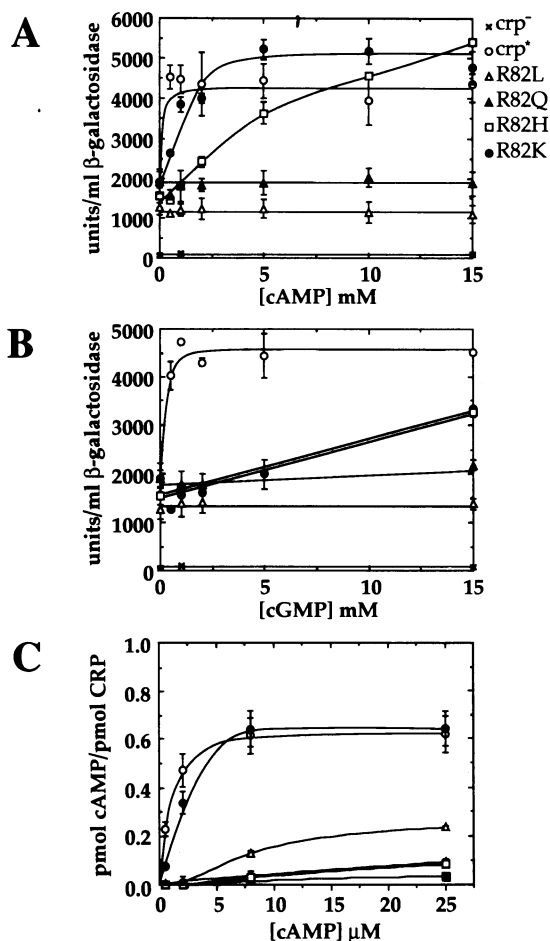 A
6000
5000
4000
3000
2000
1000
0
units/ml β-galactosidase
0 5 10 15
[cAMP] mM
crp⁻
crp*
R82L
R82Q
R82H
R82K
B
5000
4000
3000
2000
1000
0
units/ml β-galactosidase
0 5 10 15
[cGMP] mM
C
1.0
0.8
0.6
0.4
0.2
0.0
pmol cAMP/pmol CRP
0 5 10 15 20 25
[cAMP] μM